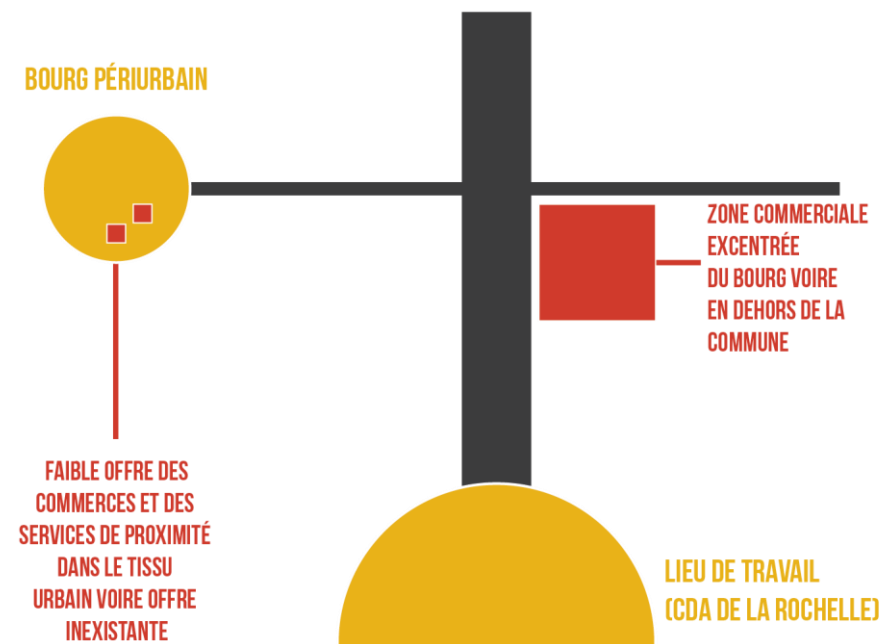 BOURG PÉRIURBAIN
ZONE COMMERCIALE
EXCENTRÉE
DU BOURG VOIRE
EN DEHORS DE LA
COMMUNE
FAIBLE OFFRE DES
COMMERCES ET DES
SERVICES DE PROXIMITÉ
DANS LE TISSU
URBAIN VOIRE OFFRE
INEXISTANTE
LIEU DE TRAVAIL
(CDA DE LA ROCHELLE)